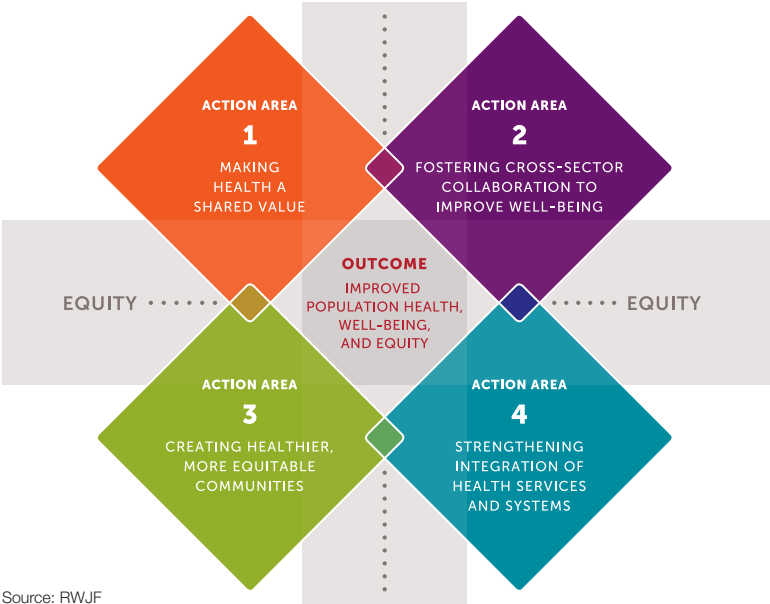 ACTION AREA
1
MAKING
HEALTH A
SHARED VALUE
ACTION AREA
2
FOSTERING CROSS-SECTOR
COLLABORATION TO
IMPROVE WELL-BEING
OUTCOME
IMPROVED
POPULATION HEALTH,
WELL-BEING,
AND EQUITY
EQUITY
EQUITY
ACTION AREA
3
CREATING HEALTHIER,
MORE EQUITABLE
COMMUNITIES
ACTION AREA
4
STRENGTHENING
INTEGRATION OF
HEALTH SERVICES
AND SYSTEMS
Source: RWJF